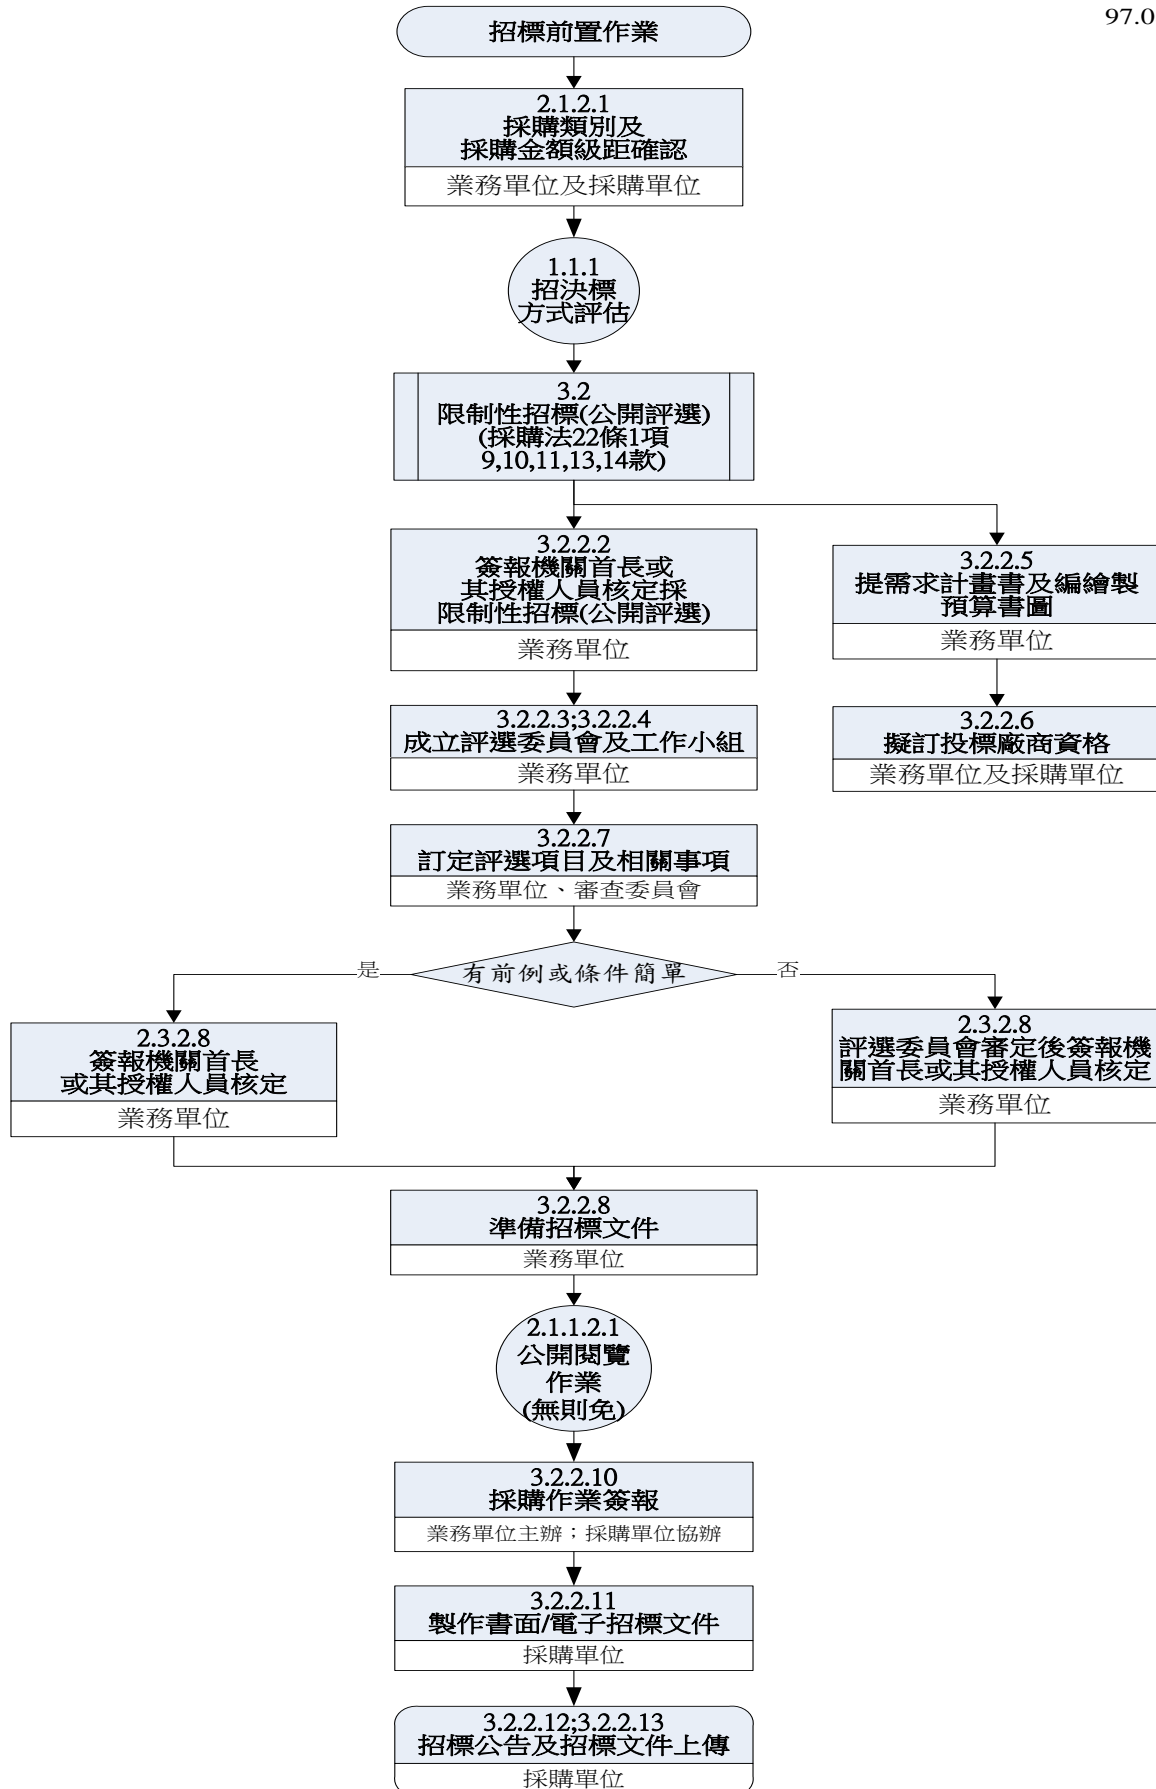 97.0
招標前置作業
2.1.2.1
採購類別及
採購金額級距確認
業務單位及採購單位
1.1.1
招決標
方式評估
3.2
限制性招標(公開評選)
(採購法22條1項
9,10,11,13,14款)
3.2.2.2
簽報機關首長或
其授權人員核定採
限制性招標(公開評選)
業務單位
3.2.2.5
提需求計畫書及編繪製
預算書圖
業務單位
3.2.2.3;3.2.2.4
成立評選委員會及工作小組
業務單位
3.2.2.6
擬訂投標廠商資格
業務單位及採購單位
3.2.2.7
訂定評選項目及相關事項
業務單位、審查委員會
有前例或條件簡單
是
否
2.3.2.8
簽報機關首長
或其授權人員核定
業務單位
2.3.2.8
評選委員會審定後簽報機
關首長或其授權人員核定
業務單位
3.2.2.8
準備招標文件
業務單位
2.1.1.2.1
公開閱覽
作業
(無則免)
3.2.2.10
採購作業簽報
業務單位主辦；採購單位協辦
3.2.2.11
製作書面/電子招標文件
採購單位
3.2.2.12;3.2.2.13
招標公告及招標文件上傳
採購單位